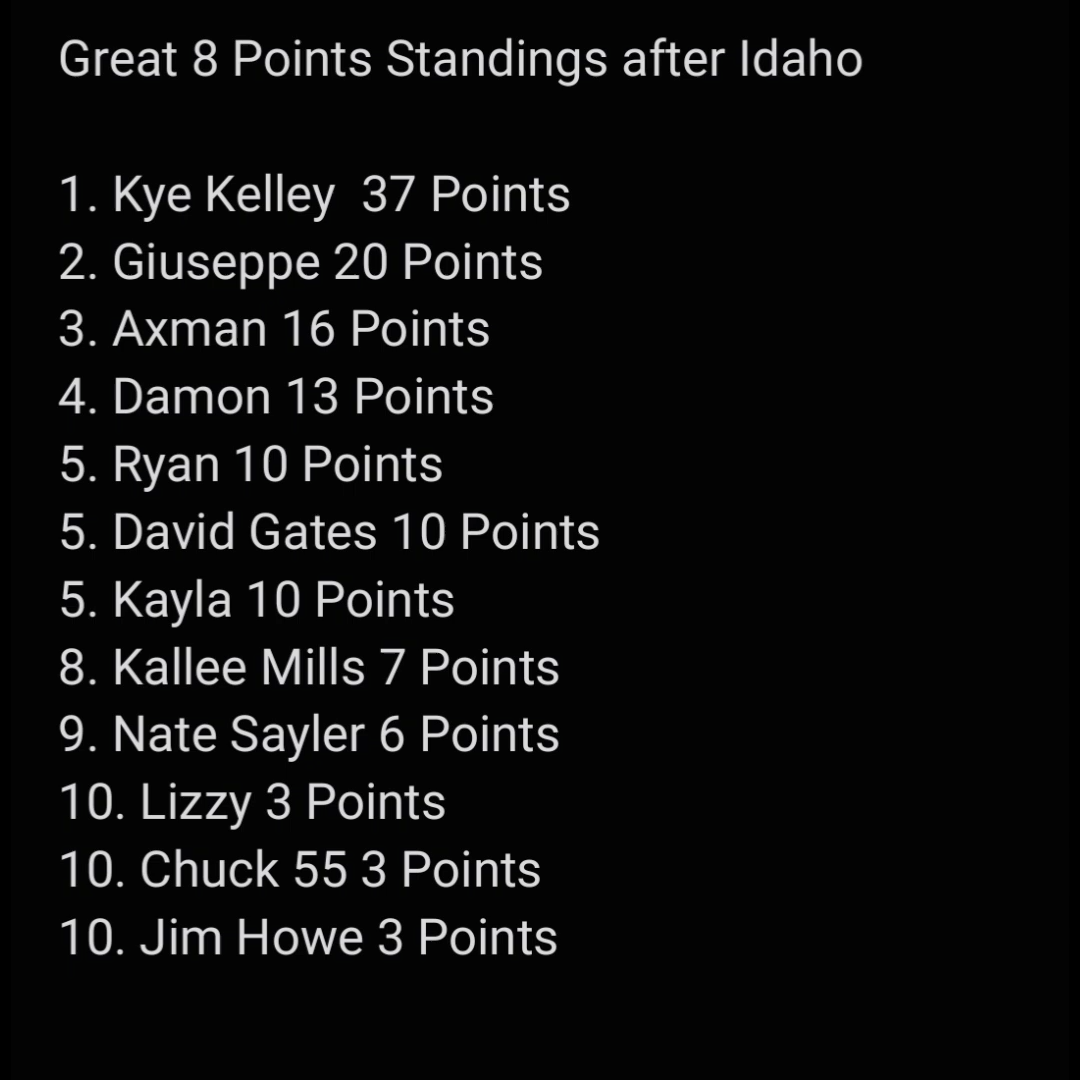 Great 8 Points Standings after Idaho
1. Kye Kelley  37 Points
2. Giuseppe 20 Points
3. Axman 16 Points
4. Damon 13 Points
5. Ryan 10 Points
5. David Gates 10 Points
5. Kayla 10 Points
8. Kallee Mills 7 Points
9. Nate Sayler 6 Points
10. Lizzy 3 Points
10. Chuck 55 3 Points
10. Jim Howe 3 Points